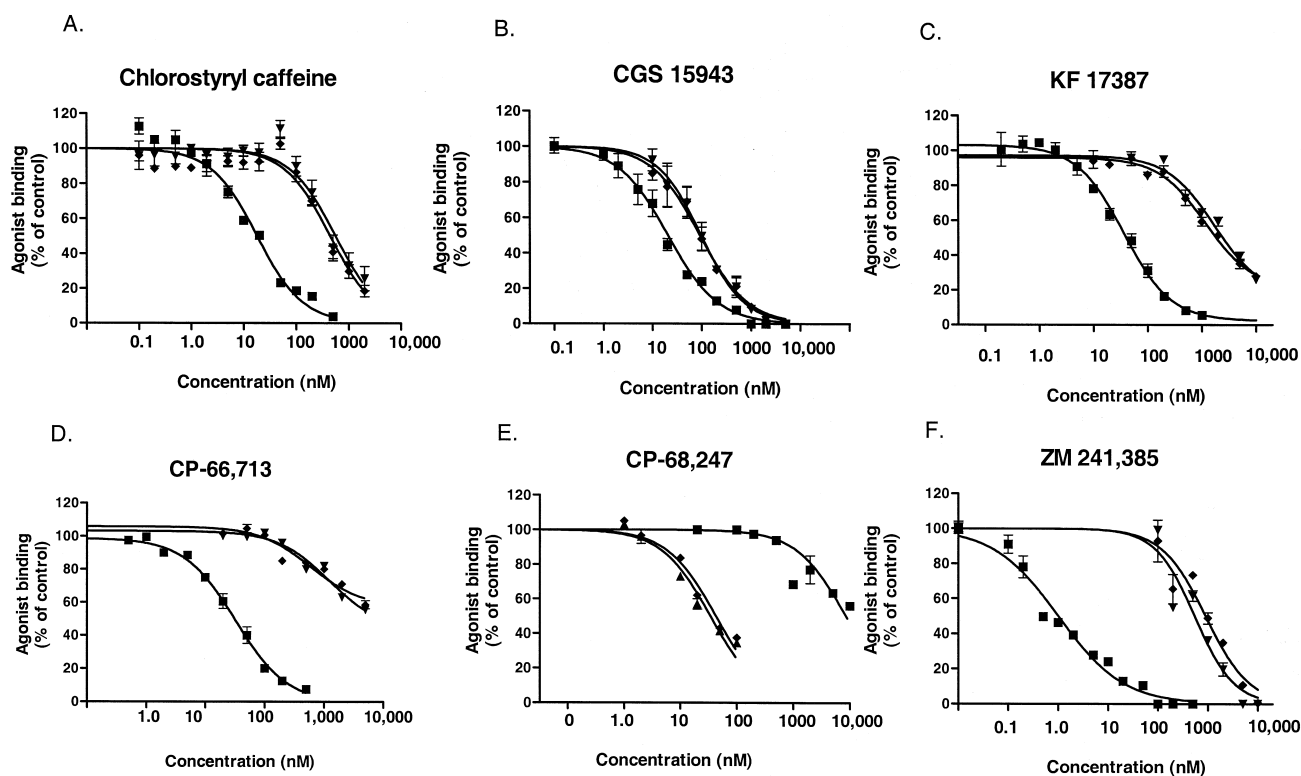 A.
Chlorostyryl caffeine
Agonist binding
(% of control)
120
100
80
60
40
20
0
0.1 1.0 10 100 1000 10,000
Concentration (nM)
B.
CGS 15943
Agonist binding
(% of control)
120
100
80
60
40
20
0
0.1 1.0 10 100 1000 10,000
Concentration (nM)
C.
KF 17387
Agonist binding
(% of control)
120
100
80
60
40
20
0
0.1 1.0 10 100 1000 10,000
Concentration (nM)
D.
CP-66,713
Agonist binding
(% of control)
120
100
80
60
40
20
0
1.0 10 100 1,000 10,000
Concentration (nM)
E.
CP-68,247
Agonist binding
(% of control)
120
100
80
60
40
20
0
0 1.0 10 100 1000 10,000
Concentration (nM)
F.
ZM 241,385
Agonist binding
(% of control)
120
100
80
60
40
20
0
0.1 1.0 10 100 1000 10,000
Concentration (nM)